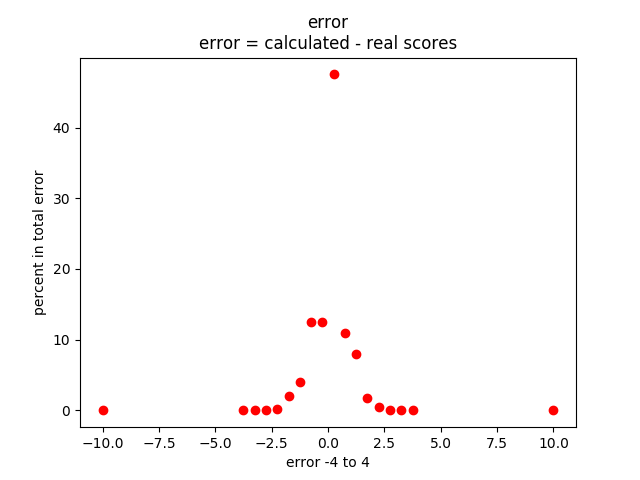 error
error = calculated - real scores
percent in total error
40
30
20
10
0
−10.0 −7.5 −5.0 −2.5 0.0 2.5 5.0 7.5 10.0
error -4 to 4